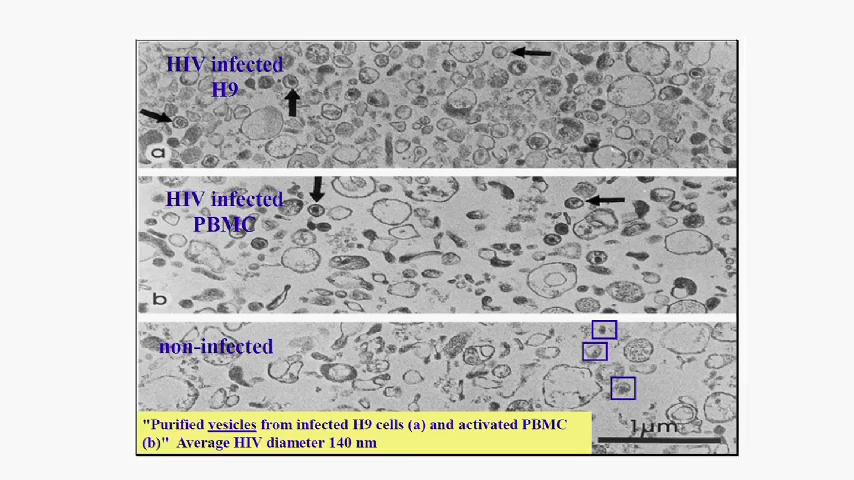 HIV infected
H9
a
HIV infected
PBMC
b
non-infected
"Purified vesicles from infected H9 cells (a) and activated PBMC
(b)" Average HIV diameter 140 nm
1µm